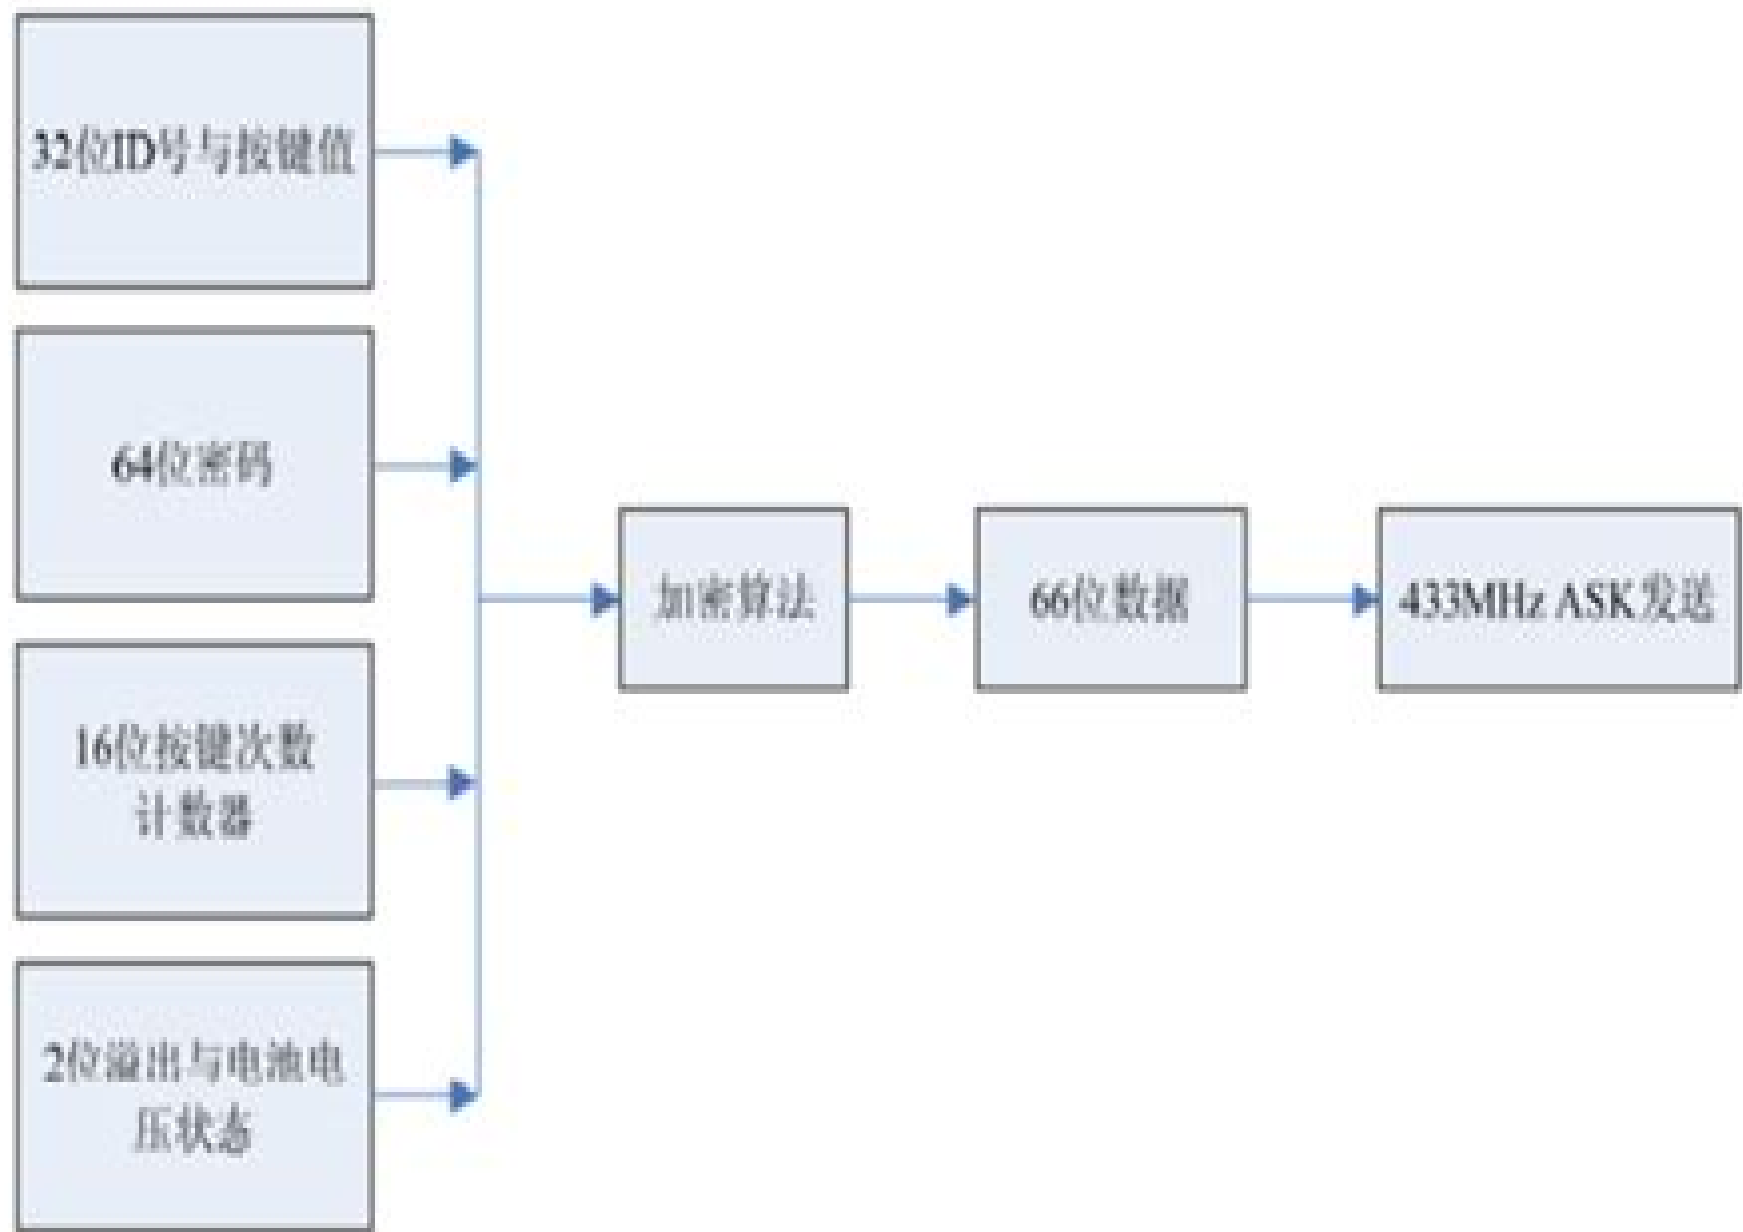 32位ID号与按键值
64位密码
16位按键次数
计数器
2位溢出与电池电
压状态
加密算法
66位数据
433MHz ASK发送